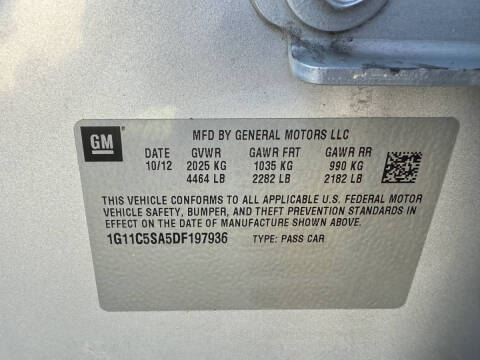 GM
MFD BY GENERAL MOTORS LLC
DATE GVWR GAWR FRT GAWR RR
10/12 2025 KG 1035 KG 990 KG
4464 LB 2282 LB 2182 LB
THIS VEHICLE CONFORMS TO ALL APPLICABLE U.S. FEDERAL MOTOR
VEHICLE SAFETY, BUMPER, AND THEFT PREVENTION STANDARDS IN
EFFECT ON THE DATE OF MANUFACTURE SHOWN ABOVE.
1G11C5SA5DF197936 TYPE: PASS CAR